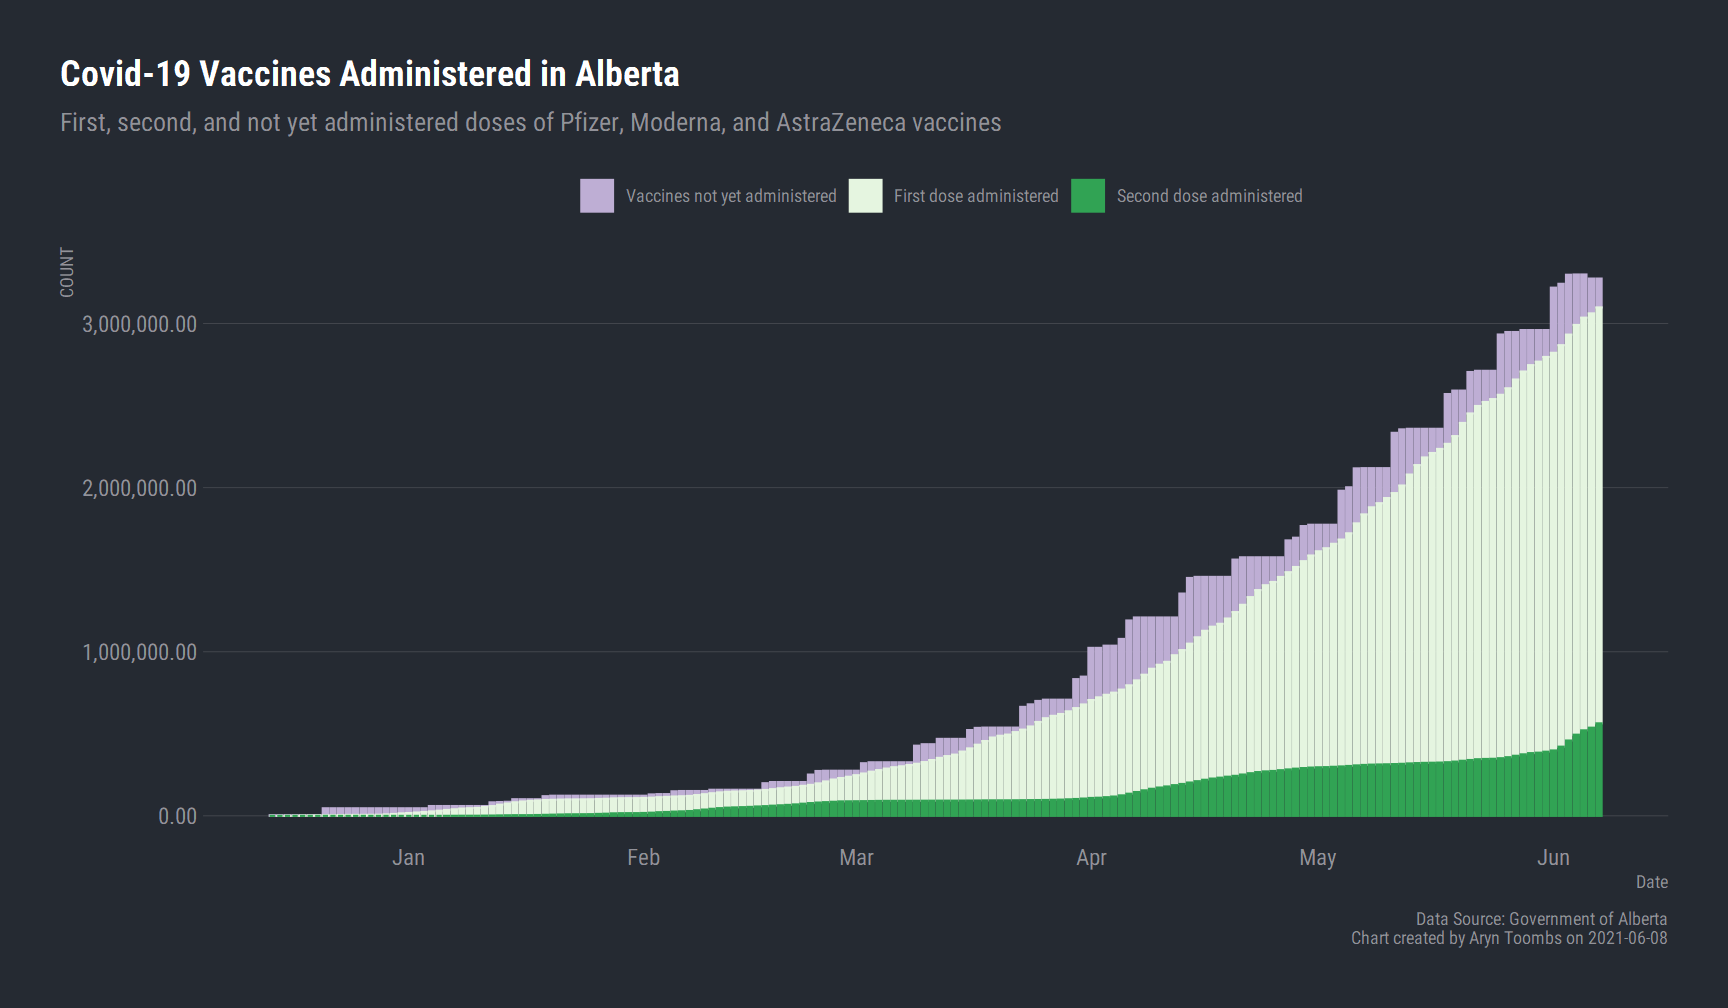 Covid-19 Vaccines Administered in Alberta
First, second, and not yet administered doses of Pfizer, Moderna, and AstraZeneca vaccines
Vaccines not yet administered First dose administered Second dose administered
COUNT
3,000,000.00
2,000,000.00
1,000,000.00
0.00
Jan Feb Mar Apr May Jun
Date
Data Source: Government of Alberta
Chart created by Aryn Toombs on 2021-06-08